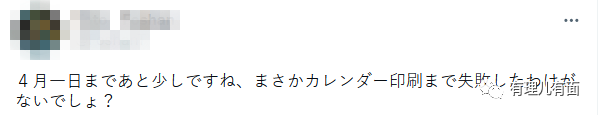 ４月一日まであと少しですね、まさかカレンダー印刷まで失敗したわけが
ないでしょ？
有理儿有面